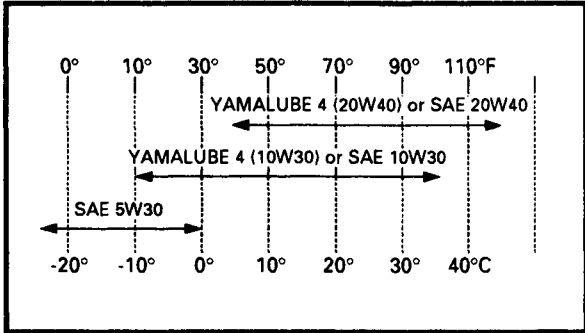 0° 10° 30° 50° 70° 90° 110°F
YAMALUBE 4 (20W40) or SAE 20W40
YAMALUBE 4 (10W30) or SAE 10W30
SAE 5W30
-20° -10° 0° 10° 20° 30° 40°C